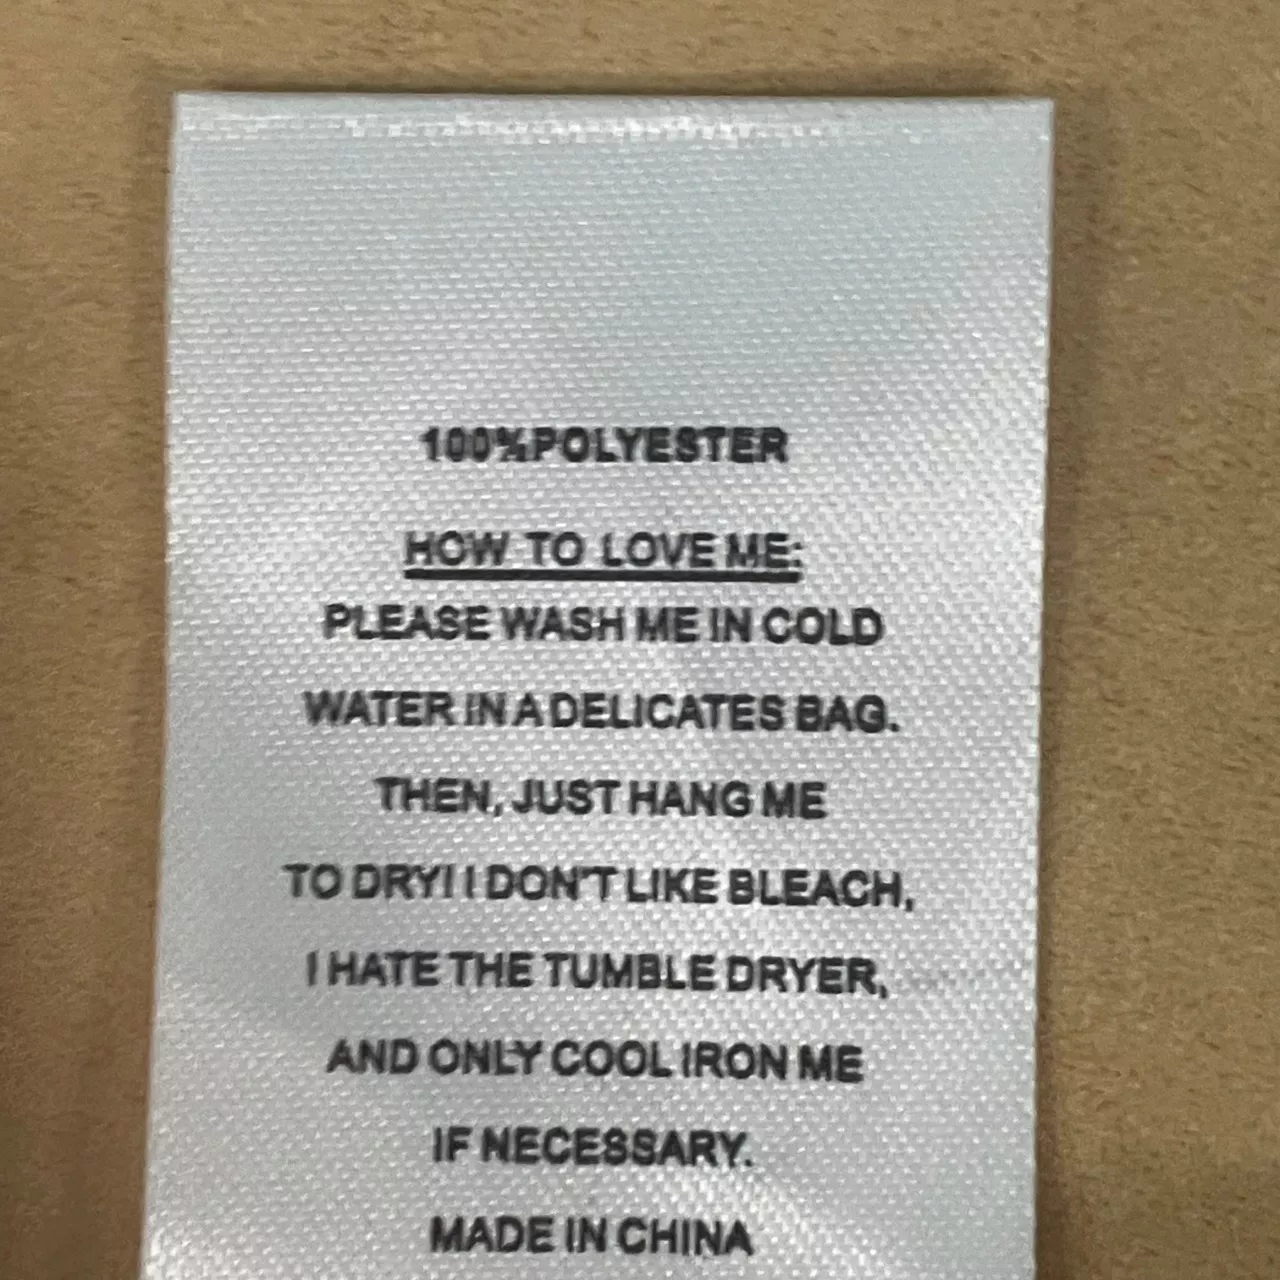 100%POLYESTER
HOW TO LOVE ME:
PLEASE WASH ME IN COLD
WATER IN A DELICATES BAG.
THEN, JUST HANG ME
TO DRY! I DON'T LIKE BLEACH,
I HATE THE TUMBLE DRYER,
AND ONLY COOL IRON ME
IF NECESSARY.
MADE IN CHINA